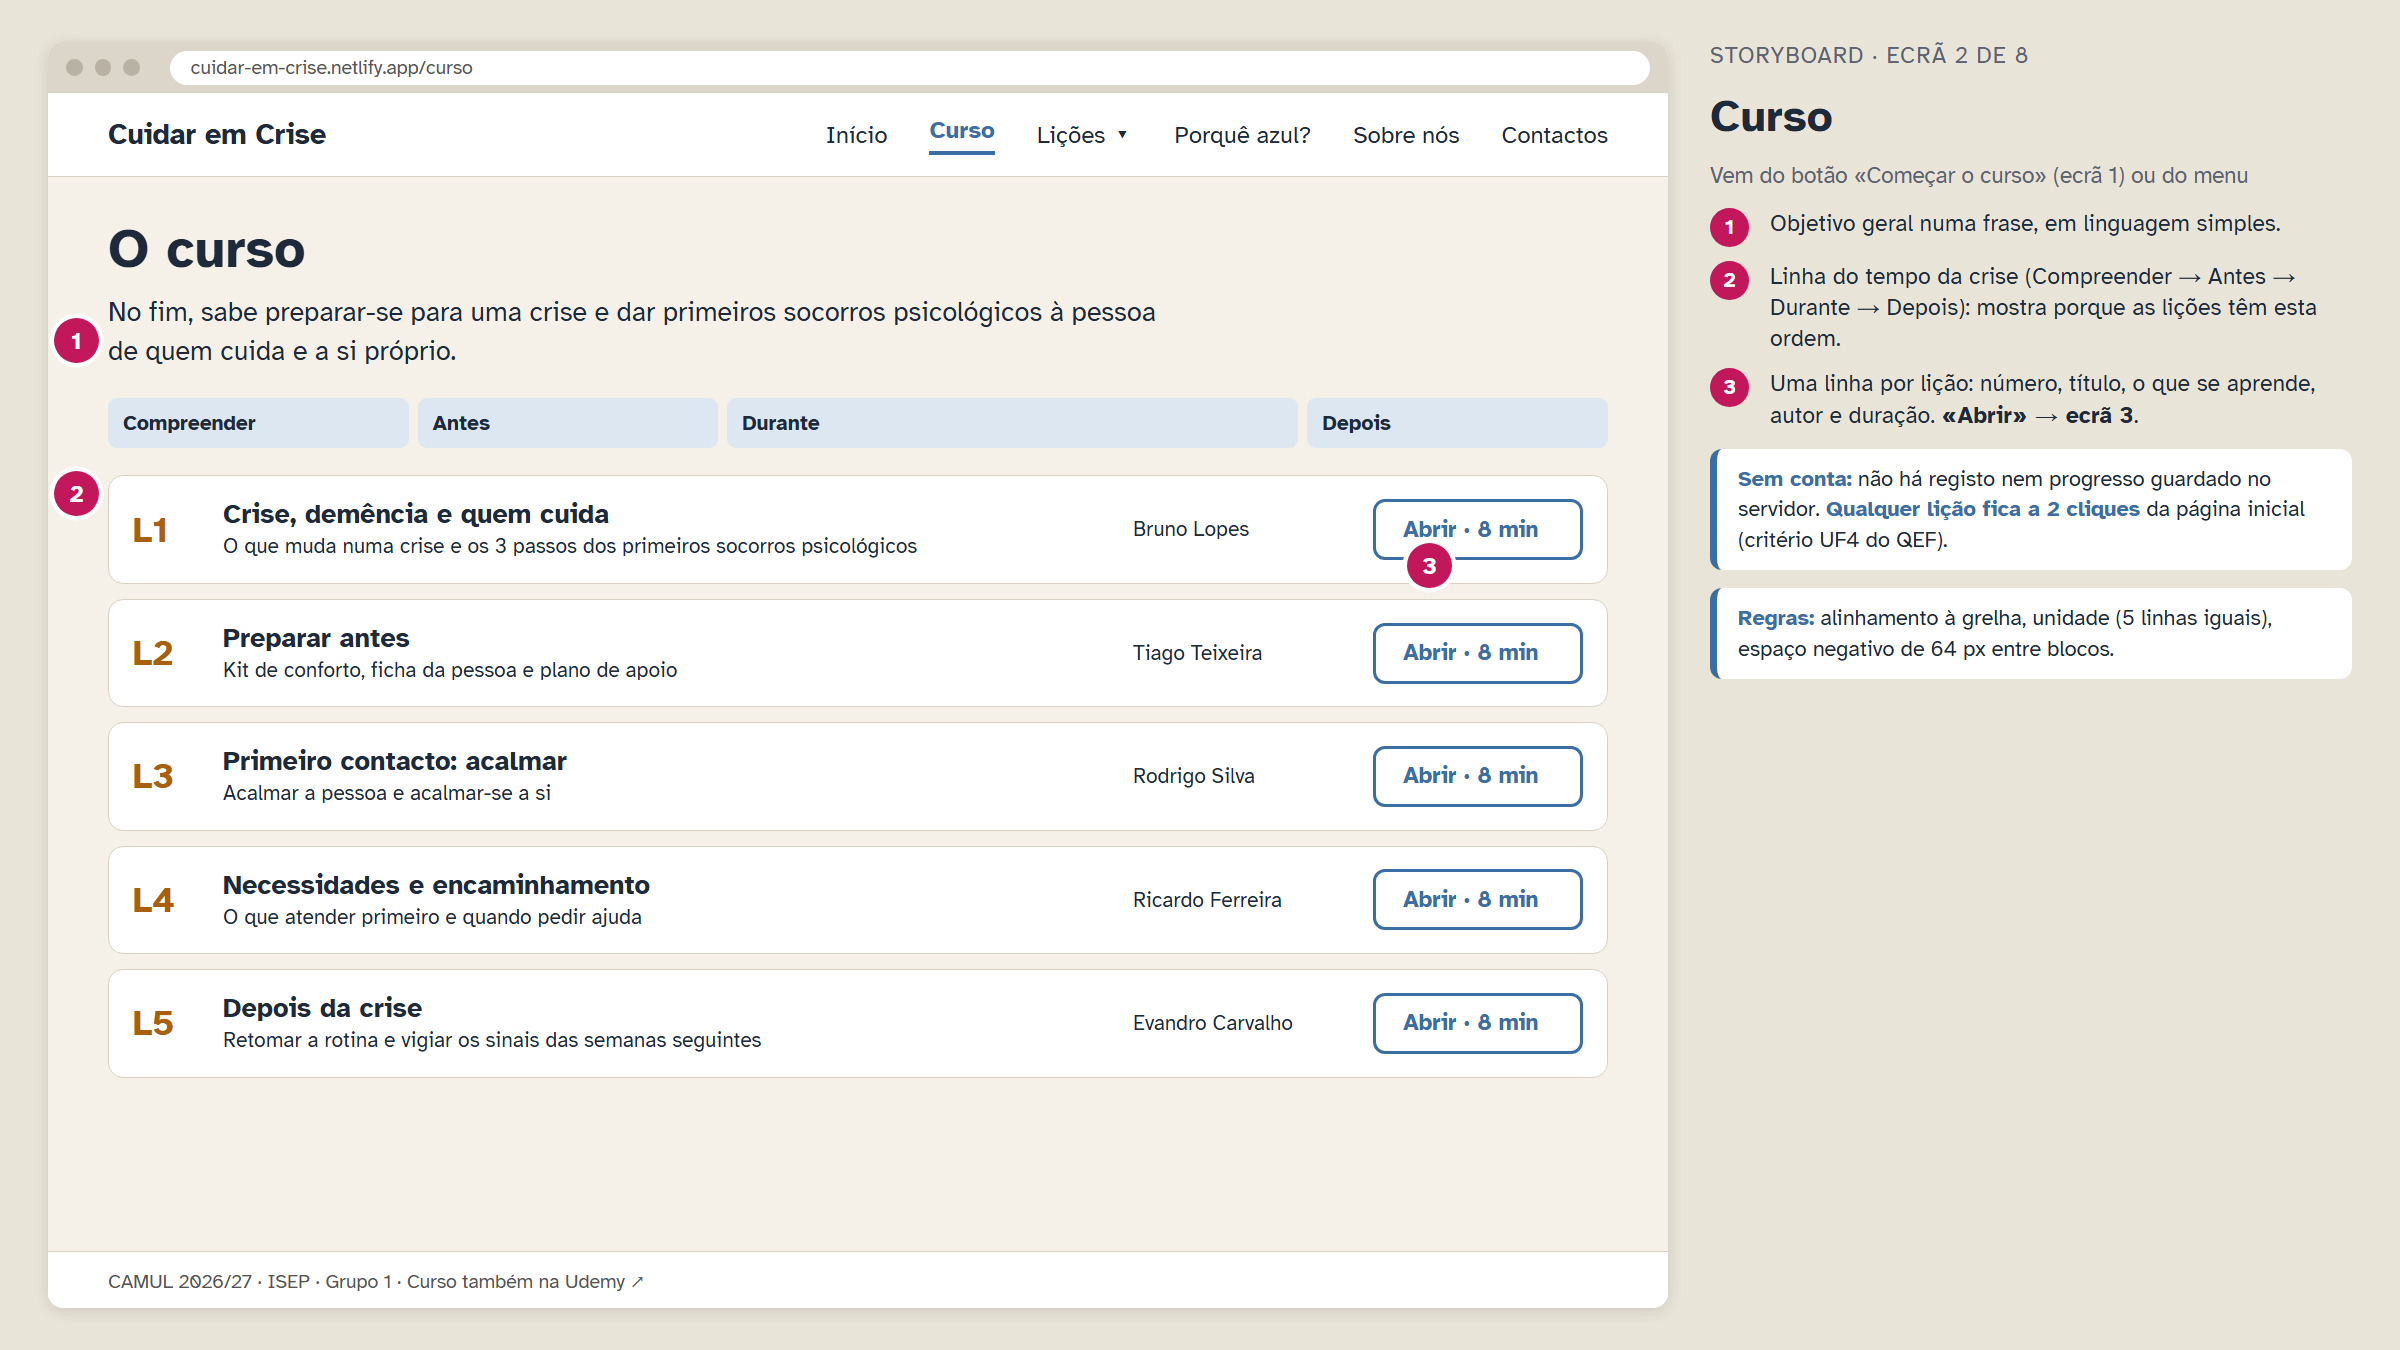 cuidar-em-crise.netlify.app/curso
Cuidar em Crise
Início
Curso
Lições ▼
Porquê azul?
Sobre nós
Contactos
O curso
No fim, sabe preparar-se para uma crise e dar primeiros socorros psicológicos à pessoa
1
de quem cuida e a si próprio.
Compreender
Antes
Durante
Depois
2
L1
Crise, demência e quem cuida
O que muda numa crise e os 3 passos dos primeiros socorros psicológicos
Bruno Lopes
Abrir · 8 min
3
L2
Preparar antes
Kit de conforto, ficha da pessoa e plano de apoio
Tiago Teixeira
Abrir · 8 min
L3
Primeiro contacto: acalmar
Acalmar a pessoa e acalmar-se a si
Rodrigo Silva
Abrir · 8 min
L4
Necessidades e encaminhamento
O que atender primeiro e quando pedir ajuda
Ricardo Ferreira
Abrir · 8 min
L5
Depois da crise
Retomar a rotina e vigiar os sinais das semanas seguintes
Evandro Carvalho
Abrir · 8 min
CAMUL 2026/27 · ISEP · Grupo 1 · Curso também na Udemy ↗
STORYBOARD · ECRÃ 2 DE 8
Curso
Vem do botão «Começar o curso» (ecrã 1) ou do menu
1
Objetivo geral numa frase, em linguagem simples.
2
Linha do tempo da crise (Compreender → Antes →
Durante → Depois): mostra porque as lições têm esta
ordem.
3
Uma linha por lição: número, título, o que se aprende,
autor e duração. «Abrir» → ecrã 3.
Sem conta: não há registo nem progresso guardado no
servidor. Qualquer lição fica a 2 cliques da página inicial
(critério UF4 do QEF).
Regras: alinhamento à grelha, unidade (5 linhas iguais),
espaço negativo de 64 px entre blocos.